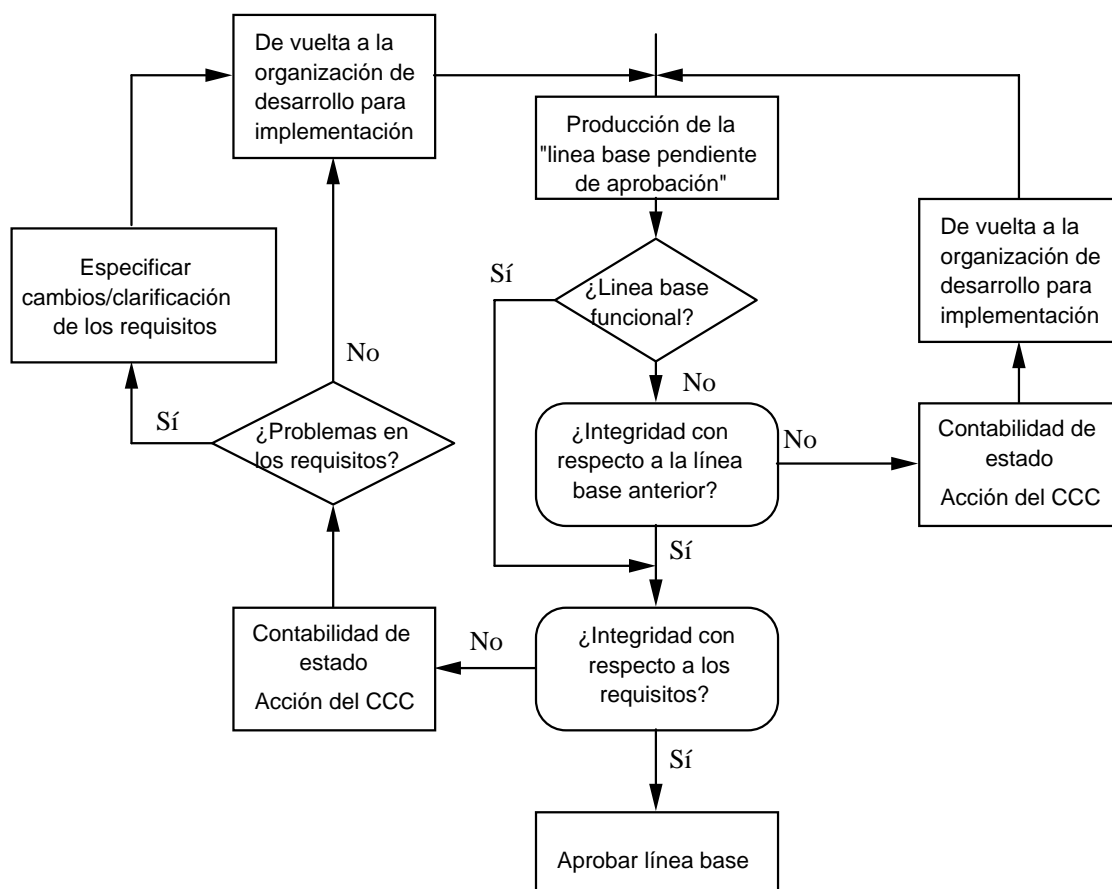 De vuelta a la
organización de
desarrollo para
implementación
Producción de la
"linea base pendiente
de aprobación"
De vuelta a la
organización de
desarrollo para
implementación
Especificar
cambios/clarificación
de los requisitos
Sí
¿Linea base
funcional?
No
No
Sí
¿Problemas en
los requisitos?
¿Integridad con
respecto a la línea
base anterior?
No
Contabilidad de
estado
Acción del CCC
Sí
Contabilidad de
estado
Acción del CCC
No
¿Integridad con
respecto a los
requisitos?
Sí
Aprobar línea base